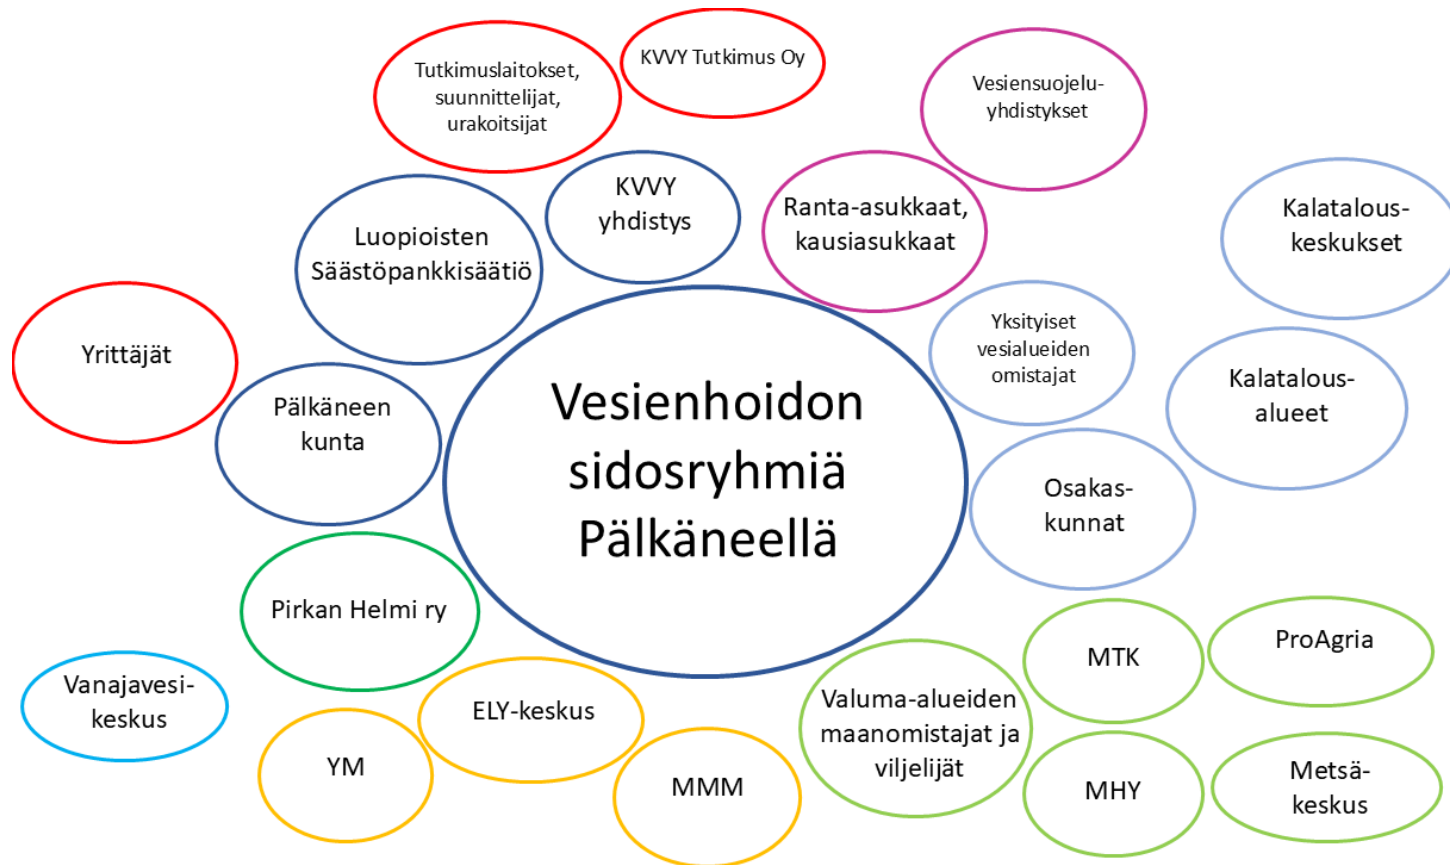 KVVY Tutkimus Oy
Tutkimuslaitokset,
suunnittelijat,
urakoitsijat
Vesiensuojelu-
yhdistykset
KVVY
yhdistys
Ranta-asukkaat,
kausiasukkaat
Kalatalous-
keskukset
Luopioisten
Säästöpankkisäätiö
Yrittäjät
Yksityiset
vesialueiden
omistajat
Kalatalous-
alueet
Pälkäneen
kunta
Vesienhoidon
sidosryhmiä
Pälkäneellä
Osakas-
kunnat
Pirkan Helmi ry
MTK
ProAgria
Vanajavesi-
keskus
ELY-keskus
Valuma-alueiden
maanomistajat ja
viljelijät
YM
MMM
MHY
Metsä-
keskus